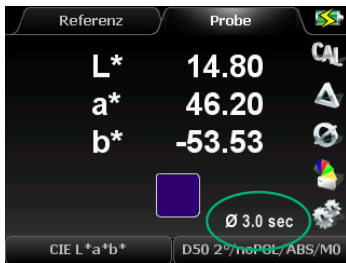 Referenz Probe
L* 14.80
CAL
a* 46.20
b* -53.53
Ø
Ø 3.0 sec
CIE L*a*b* D50 2°/noPOL/ABS/M0